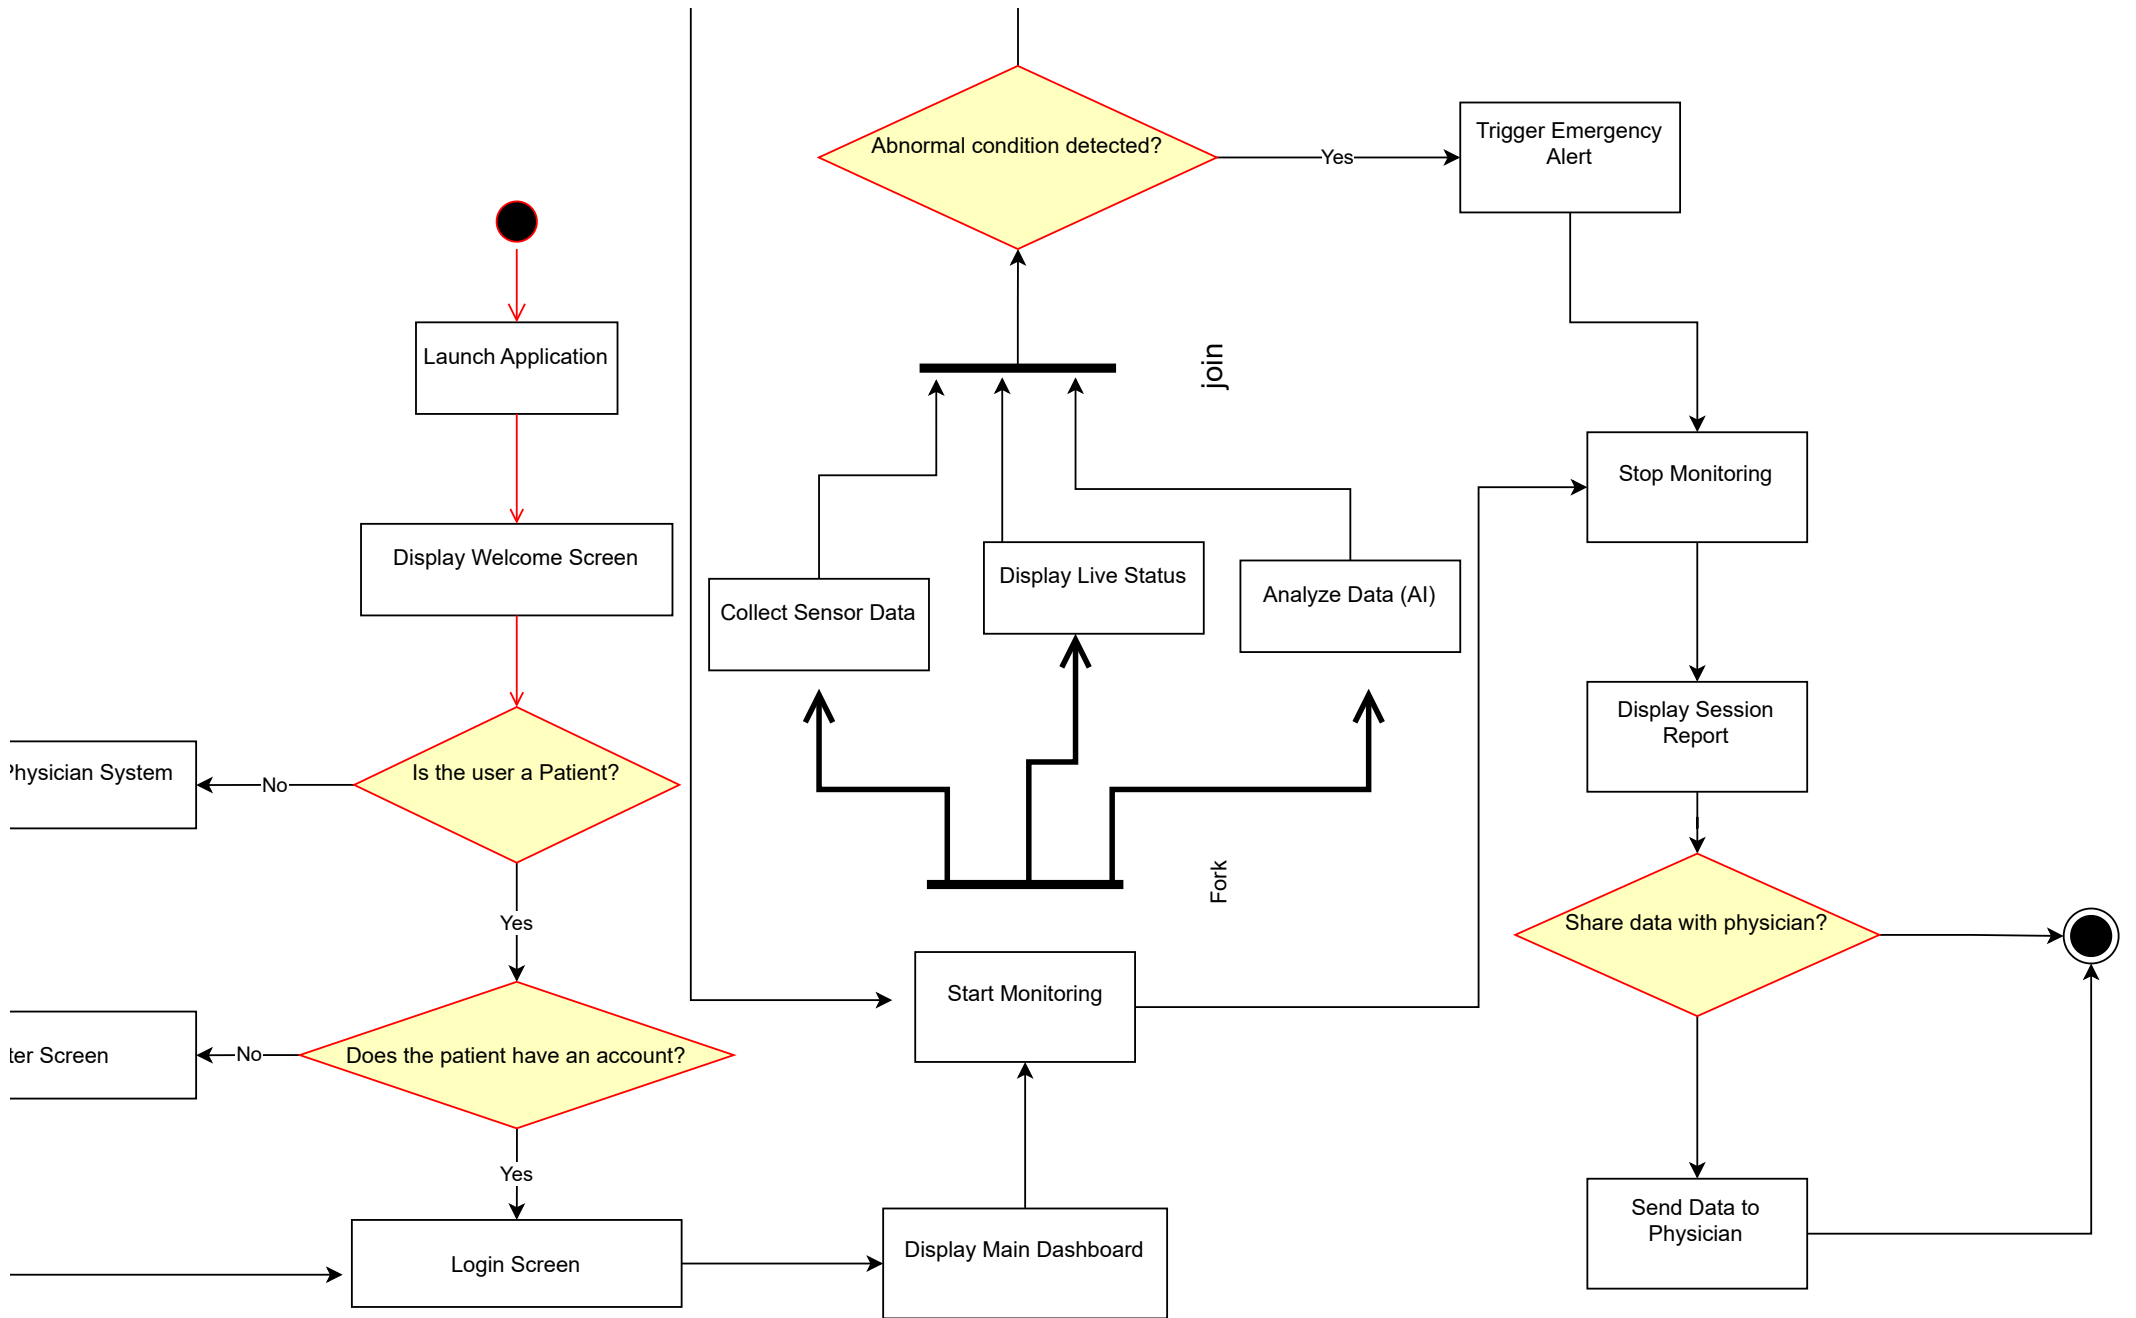 Abnormal condition detected?
Yes
Trigger Emergency
Alert
Launch Application
join
Stop Monitoring
Display Welcome Screen
Display Live Status
Analyze Data (AI)
Collect Sensor Data
Display Session
Report
Physician System
No
Is the user a Patient?
Fork
Yes
Share data with physician?
Start Monitoring
ter Screen
No
Does the patient have an account?
Yes
Send Data to
Physician
Display Main Dashboard
Login Screen